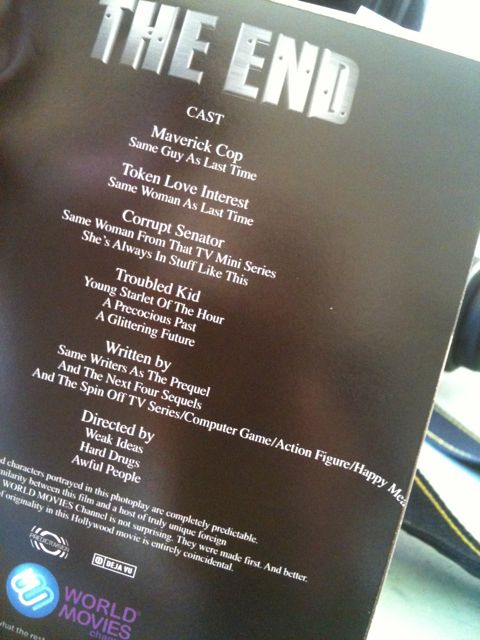 THE END
CAST
Maverick Cop
Same Guy As Last Time
Token Love Interest
Same Woman As Last Time
Corrupt Senator
Same Woman From That TV Mini Series
She's Always In Stuff Like This
Troubled Kid
Young Starlet Of The Hour
A Precocious Past
A Glittering Future
Written by
Same Writers As The Prequel
And The Next Four Sequels
And The Spin Off TV Series/Computer Game/Action Figure/Happy Mea
Directed by
Weak Ideas
Hard Drugs
Awful People
characters portrayed in this photoplay are completely predictable.
between this film and a host of truly unique foreign
WORLD MOVIES Channel is not surprising. They were made first. And better.
originality in this Hollywood movie is entirely coincidental.
DEJA VU
WORLD
MOVIES
channel
what the rest